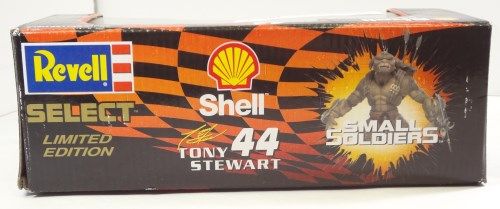 Revell
SELECT
LIMITED
EDITION
Shell
TONY 44
STEWART
SMALL
SOLDIERS